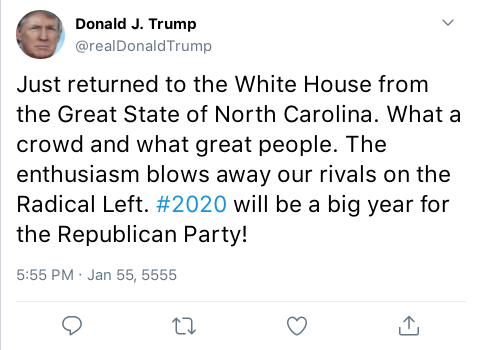 Donald J. Trump
@realDonaldTrump
Just returned to the White House from
the Great State of North Carolina. What a
crowd and what great people. The
enthusiasm blows away our rivals on the
Radical Left. #2020 will be a big year for
the Republican Party!
5:55 PM · Jan 55, 5555